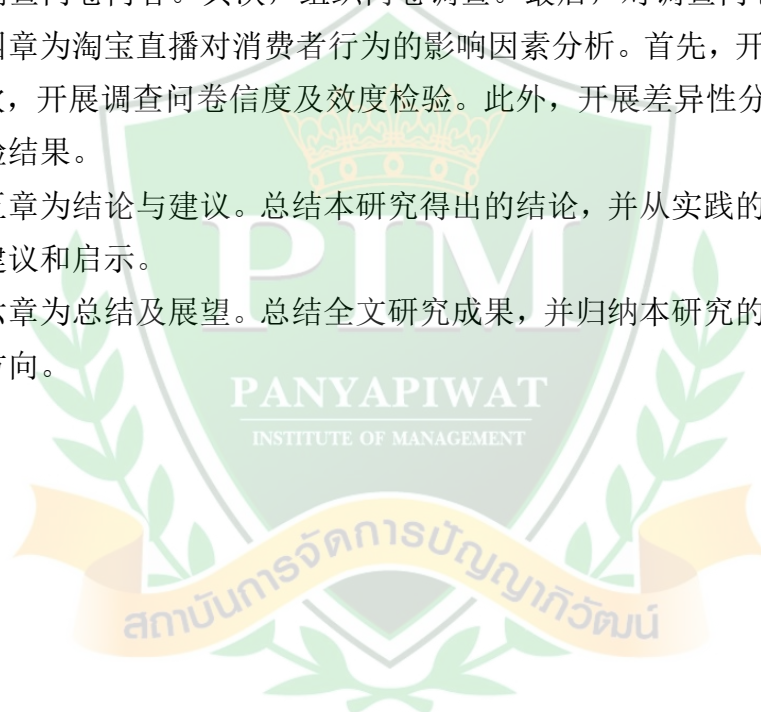 查问卷内容。其次，组织问卷调查。最后，对调查问
章为淘宝直播对消费者行为的影响因素分析。首先，开
，开展调查问卷信度及效度检验。此外，开展差异性分
结果。
章为结论与建议。总结本研究得出的结论，并从实践的
建议和启示。
章为总结及展望。总结全文研究成果，并归纳本研究的
方向。
PIM
PANYAPIWAT
INSTITUTE OF MANAGEMENT
สถาบันการจัดการปัญญาภิวัฒน์